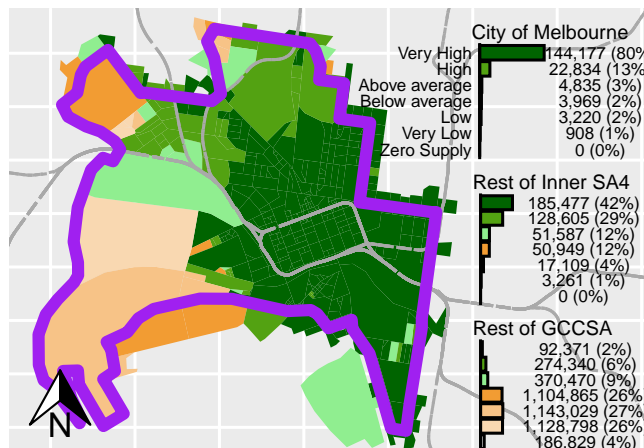 City of Melbourne
Very High 144,177 (80%
High 22,834 (13%
Above average 4,835 (3%)
Below average 3,969 (2%)
Low 3,220 (2%)
Very Low 908 (1%)
Zero Supply 0 (0%)
Rest of Inner SA4
185,477 (42%)
128,605 (29%)
51,587 (12%)
50,949 (12%)
17,109 (4%)
3,261 (1%)
0 (0%)
Rest of GCCSA
92,371 (2%)
274,340 (6%)
370,470 (9%)
1,104,865 (26%
1,143,029 (27%
1,128,798 (26%
186,829 (4%)
N